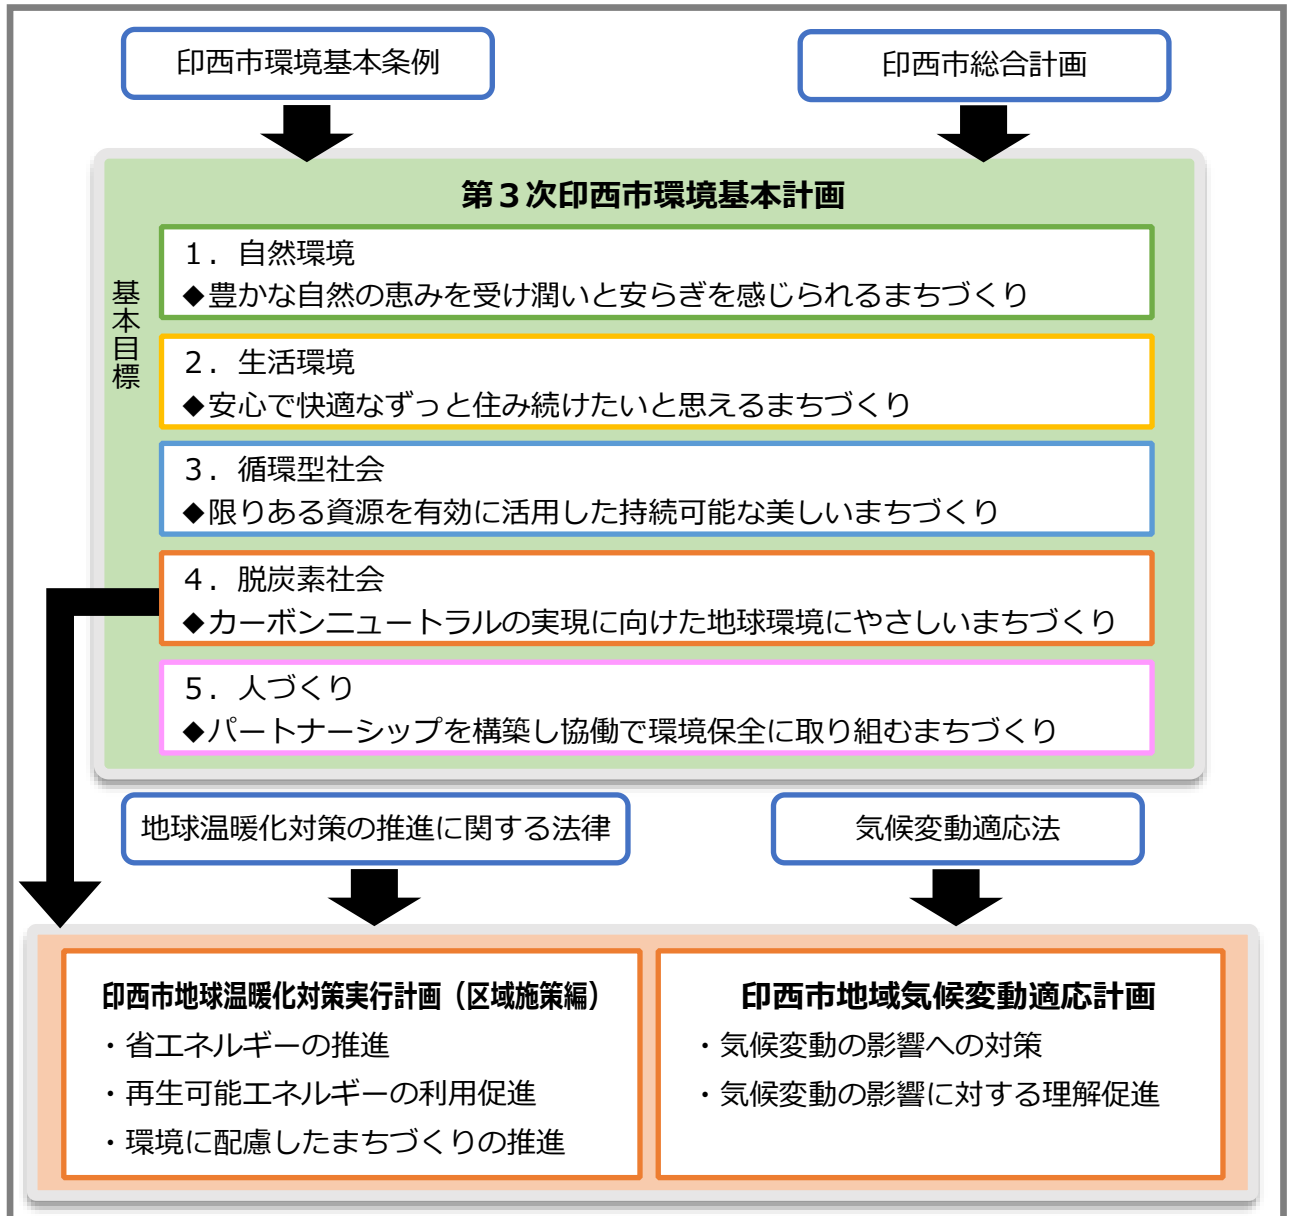 印西市環境基本条例
印西市総合計画
第３次印西市環境基本計画
基本目標
１．自然環境
◆豊かな自然の恵みを受け潤いと安らぎを感じられるまちづくり
２．生活環境
◆安心で快適なずっと住み続けたいと思えるまちづくり
３．循環型社会
◆限りある資源を有効に活用した持続可能な美しいまちづくり
４．脱炭素社会
◆カーボンニュートラルの実現に向けた地球環境にやさしいまちづくり
５．人づくり
◆パートナーシップを構築し協働で環境保全に取り組むまちづくり
地球温暖化対策の推進に関する法律
気候変動適応法
印西市地球温暖化対策実行計画（区域施策編）
・省エネルギーの推進
・再生可能エネルギーの利用促進
・環境に配慮したまちづくりの推進
印西市地域気候変動適応計画
・気候変動の影響への対策
・気候変動の影響に対する理解促進